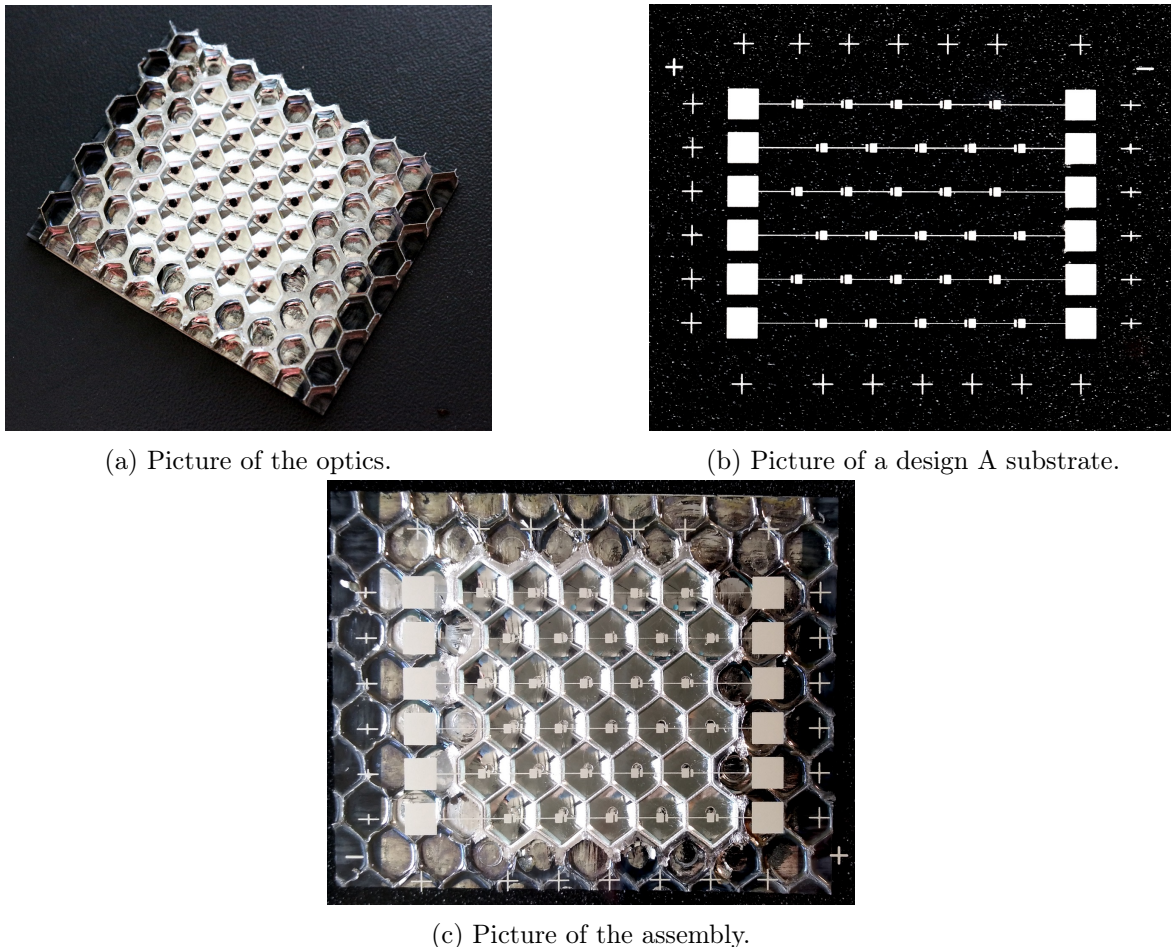 (a) Picture of the optics.
(b) Picture of a design A substrate.
(c) Picture of the assembly.